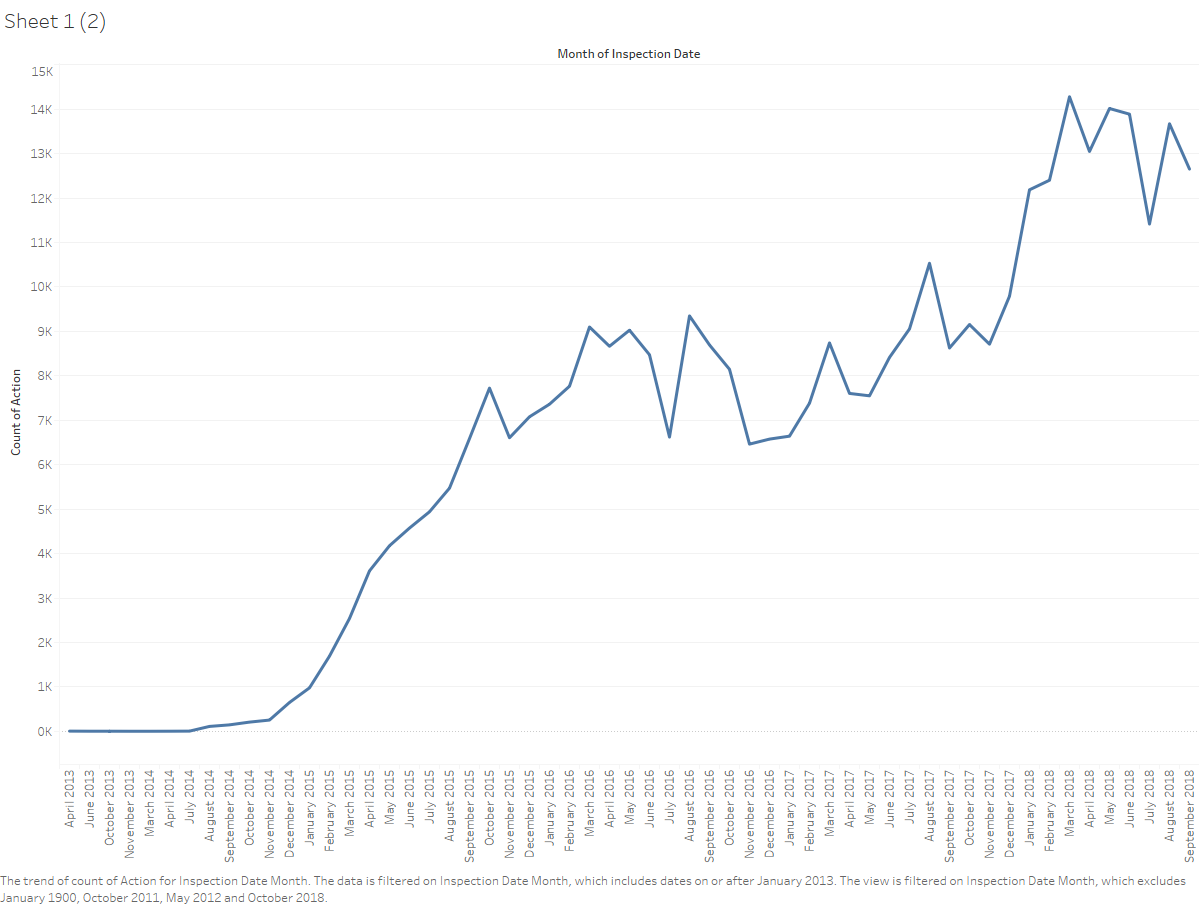 Sheet 1 (2)
Month of Inspection Date
15K
14K
13K
12K
11K
10K
9K
8K
7K
6K
5K
4K
3K
2K
1K
0K
Count of Action
April 2013
June 2013
October 2013
November 2013
March 2014
April 2014
July 2014
August 2014
September 2014
October 2014
November 2014
December 2014
January 2015
February 2015
March 2015
April 2015
May 2015
June 2015
July 2015
August 2015
September 2015
October 2015
November 2015
December 2015
January 2016
February 2016
March 2016
April 2016
May 2016
June 2016
July 2016
August 2016
September 2016
October 2016
November 2016
December 2016
January 2017
February 2017
March 2017
April 2017
May 2017
June 2017
July 2017
August 2017
September 2017
October 2017
November 2017
December 2017
January 2018
February 2018
March 2018
April 2018
May 2018
June 2018
July 2018
August 2018
September 2018
The trend of count of Action for Inspection Date Month. The data is filtered on Inspection Date Month, which includes dates on or after January 2013. The view is filtered on Inspection Date Month, which excludes
January 1900, October 2011, May 2012 and October 2018.